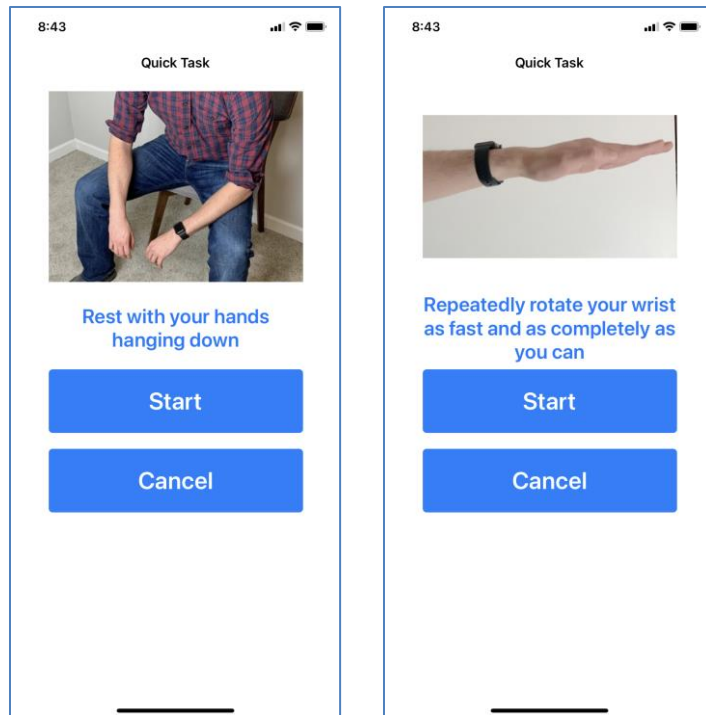 8:43
Quick Task
Rest with your hands
hanging down
Start
Cancel
8:43
Quick Task
Repeatedly rotate your wrist
as fast and as completely as
you can
Start
Cancel